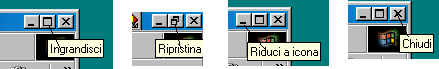 Ingrandisci
Ripristina
Riduci a icona
Chiudi